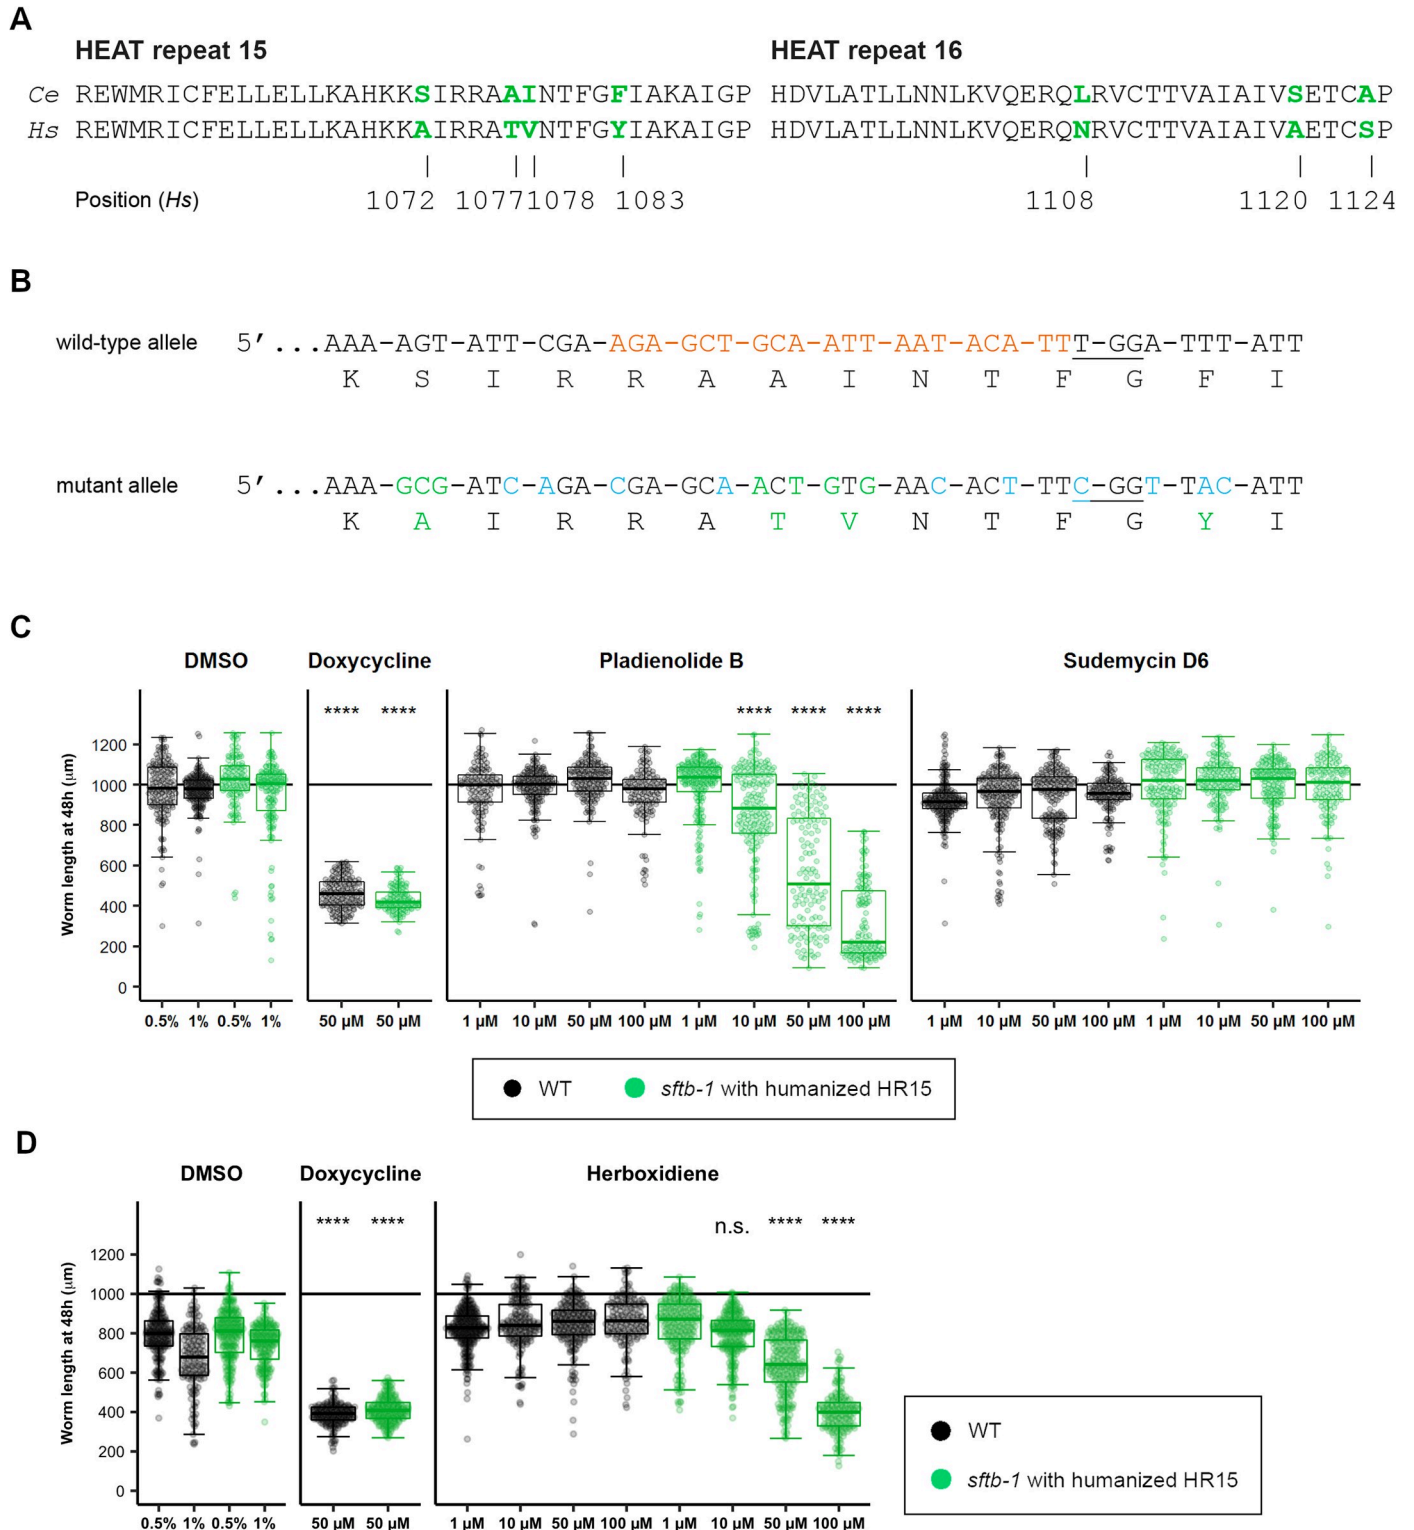 A
HEAT repeat 15 HEAT repeat 16
Ce REWMRICFELLELLKAHKKSIRRAAINTFGFIAKAIGP HDVLATLLNNLKVQERQLRVCTTVAIAIVSETCAP
Hs REWMRICFELLELLKAHKKAIRRATVNTFGYIAKAIGP HDVLATLLNNLKVQERQNRVCTTVAIAIVAETCSP
Position (Hs) 1072 1077 1078 1083 1108 1120 1124
B
wild-type allele 5′...AAA-AGT-ATT-CGA-AGA-GCT-GCA-ATT-AAT-ACA-TTT-GGA-TTT-ATT
K S I R R A A I N T F G F I
mutant allele 5′...AAA-GCG-ATC-AGA-CGA-GCA-ACT-GTG-AAC-ACT-TTC-GGT-TAC-ATT
K A I R R A T V N T F G Y I
C
DMSO Doxycycline Pladienolide B Sudemycin D6
**** **** **** **** ****
Worm length at 48h (μm)
1200
1000
800
600
400
200
0
0.5% 1% 0.5% 1% 50 μM 50 μM 1 μM 10 μM 50 μM 100 μM 1 μM 10 μM 50 μM 100 μM 1 μM 10 μM 50 μM 100 μM 1 μM 10 μM 50 μM 100 μM
WT sftb-1 with humanized HR15
D
DMSO Doxycycline Herboxidiene
**** **** n.s. **** ****
Worm length at 48h (μm)
1200
1000
800
600
400
200
0
0.5% 1% 0.5% 1% 50 μM 50 μM 1 μM 10 μM 50 μM 100 μM 1 μM 10 μM 50 μM 100 μM
WT
sftb-1 with humanized HR15